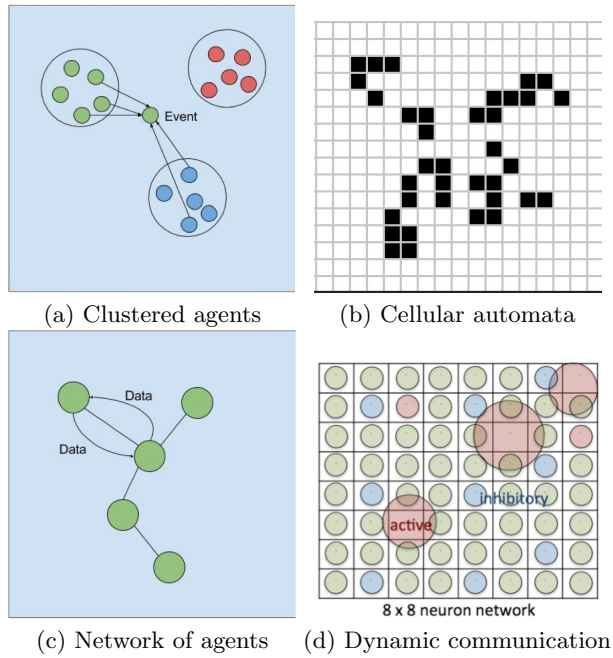 Event
(a) Clustered agents
(b) Cellular automata
Data
Data
(c) Network of agents
inhibitory
active
8 x 8 neuron network
(d) Dynamic communication